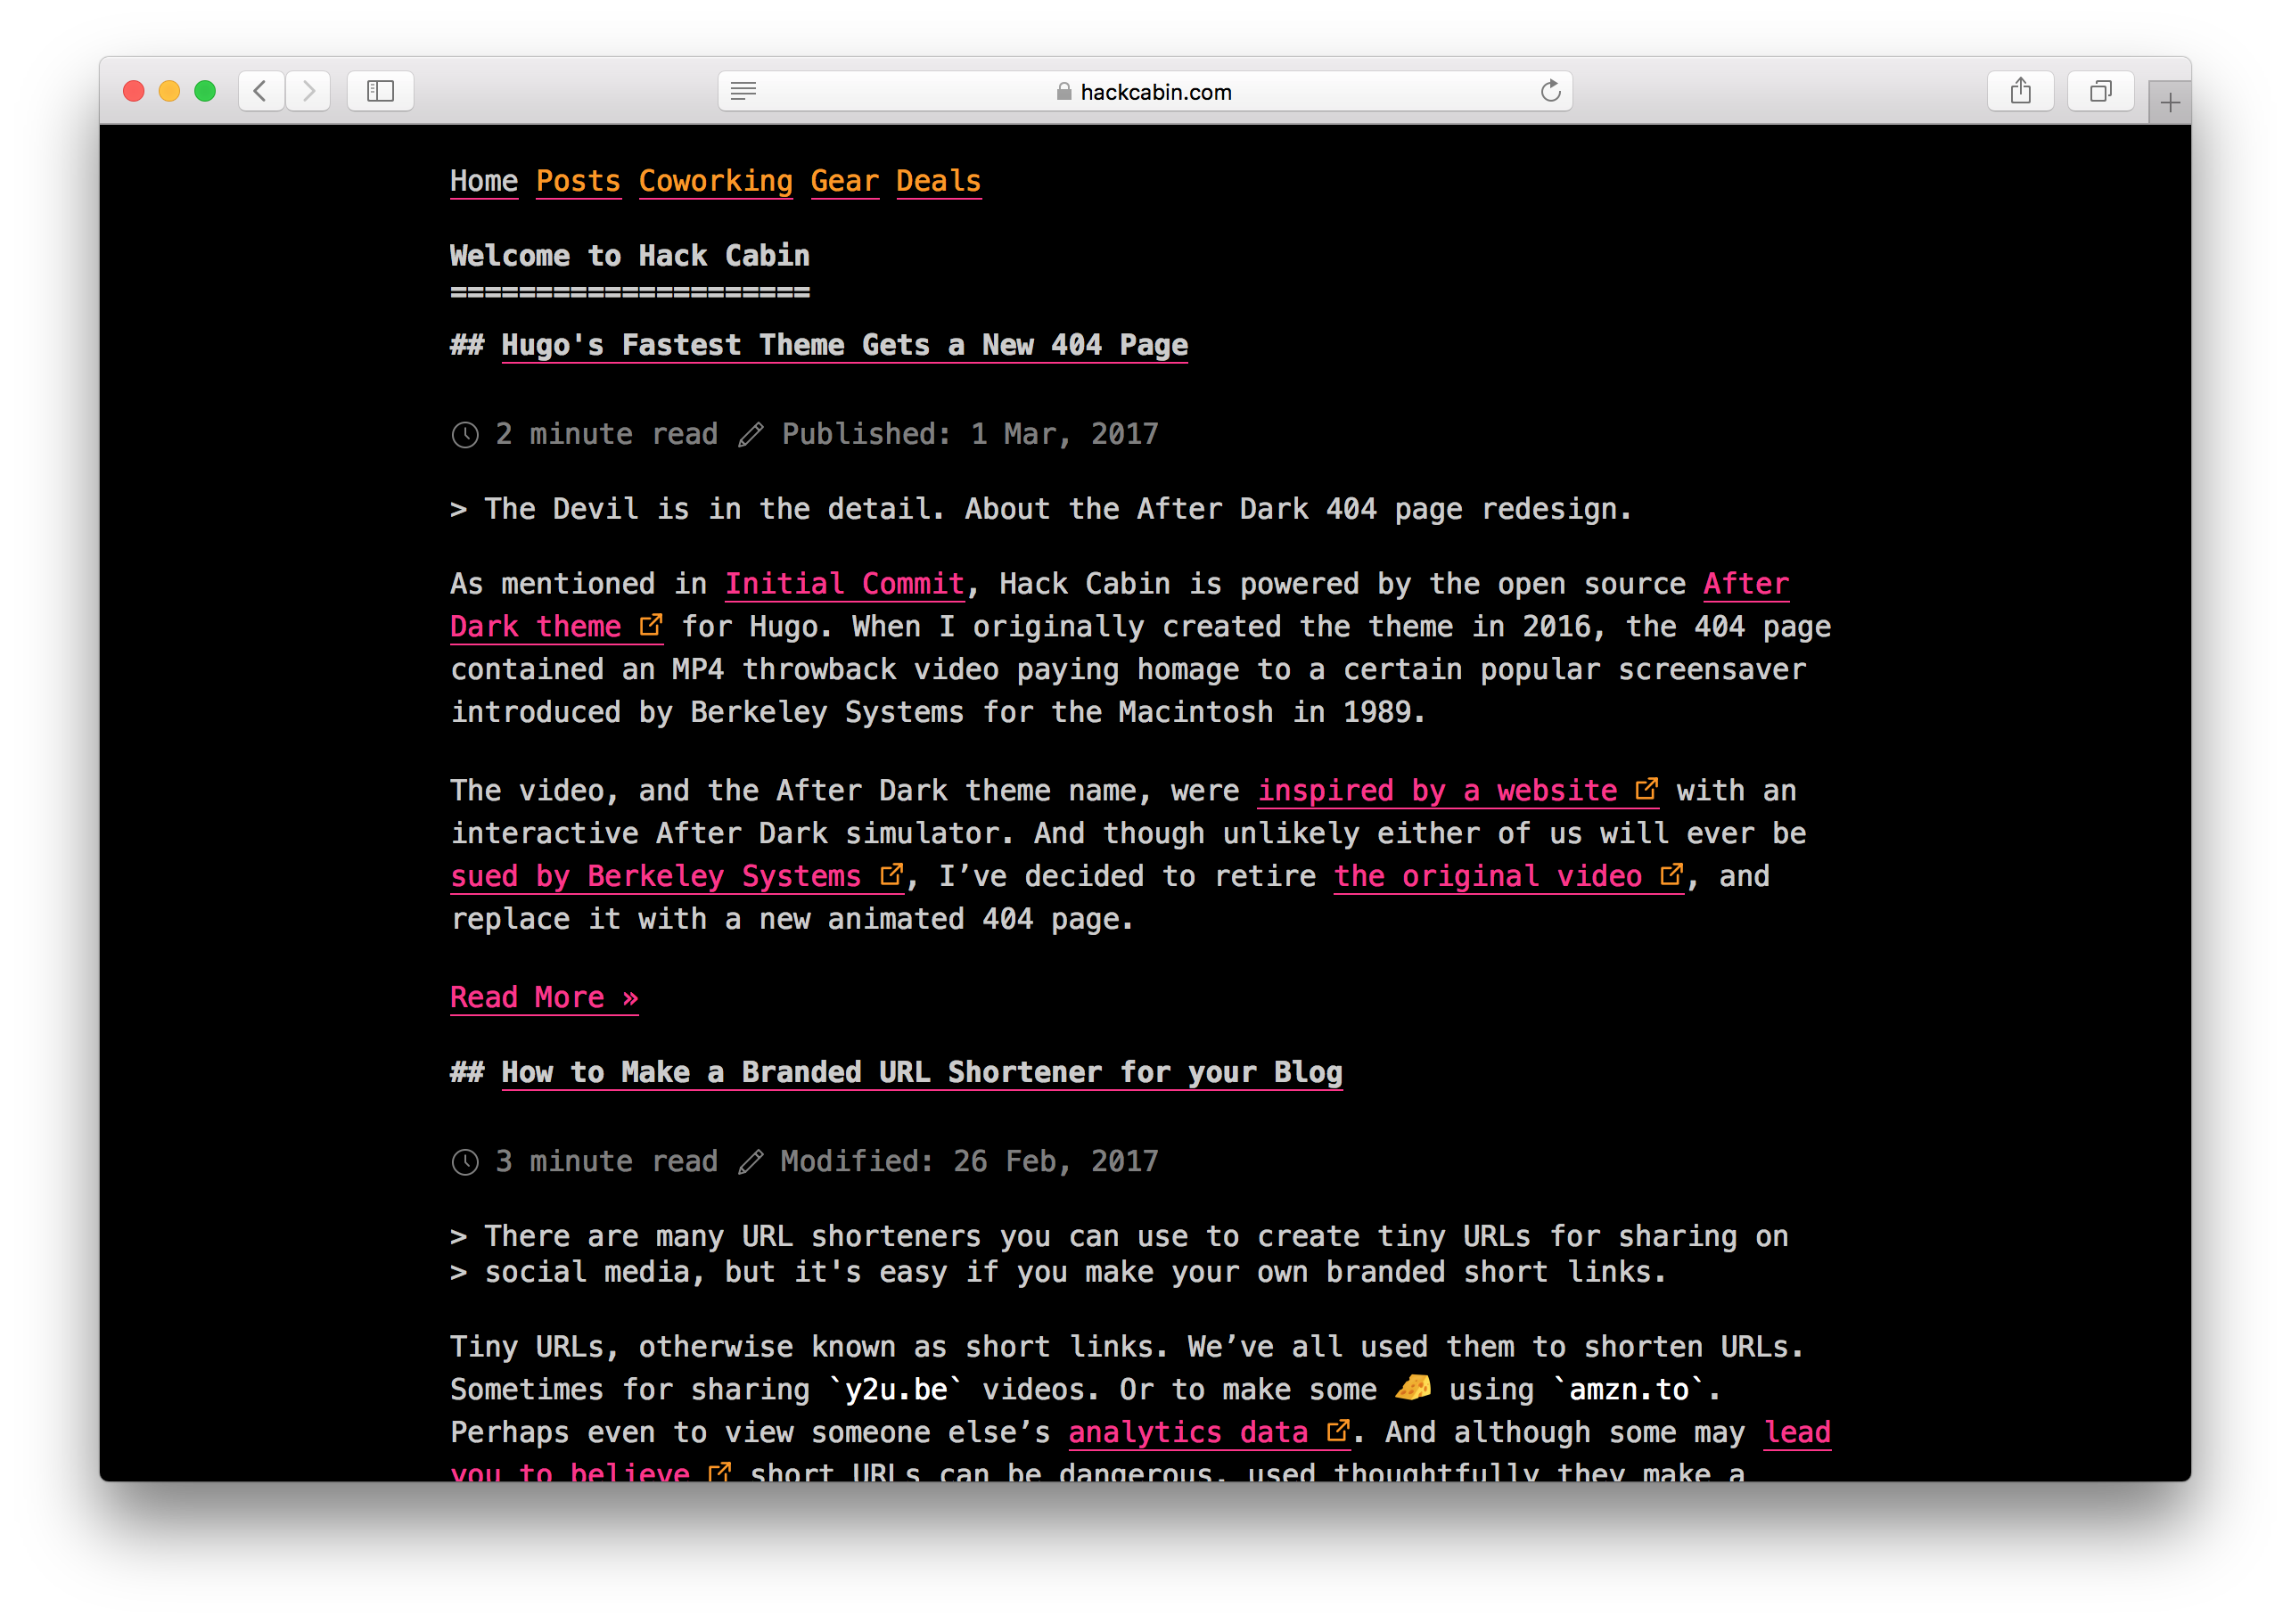 hackcabin.com
Home Posts Coworking Gear Deals
Welcome to Hack Cabin
=====================
## Hugo's Fastest Theme Gets a New 404 Page
2 minute read Published: 1 Mar, 2017
> The Devil is in the detail. About the After Dark 404 page redesign.
As mentioned in Initial Commit, Hack Cabin is powered by the open source After
Dark theme for Hugo. When I originally created the theme in 2016, the 404 page
contained an MP4 throwback video paying homage to a certain popular screensaver
introduced by Berkeley Systems for the Macintosh in 1989.
The video, and the After Dark theme name, were inspired by a website with an
interactive After Dark simulator. And though unlikely either of us will ever be
sued by Berkeley Systems, I’ve decided to retire the original video, and
replace it with a new animated 404 page.
Read More »
## How to Make a Branded URL Shortener for your Blog
3 minute read Modified: 26 Feb, 2017
> There are many URL shorteners you can use to create tiny URLs for sharing on
> social media, but it's easy if you make your own branded short links.
Tiny URLs, otherwise known as short links. We’ve all used them to shorten URLs.
Sometimes for sharing `y2u.be` videos. Or to make some 🧀 using `amzn.to`.
Perhaps even to view someone else’s analytics data. And although some may lead
you to believe short URLs can be dangerous, used thoughtfully they make a